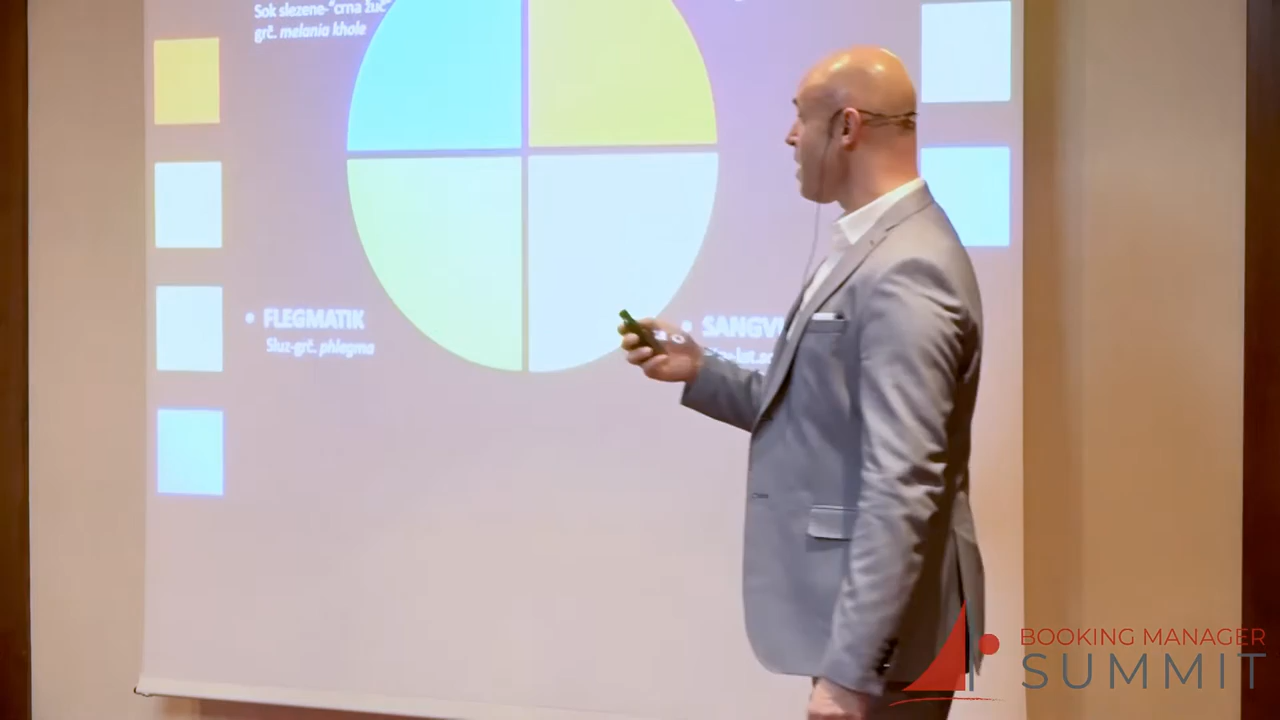 Sok slezene-"crna žuč"
grč. melania khole
• FLEGMATIK
Sluz-grč. phlegma
BOOKING MANAGER
SUMMIT